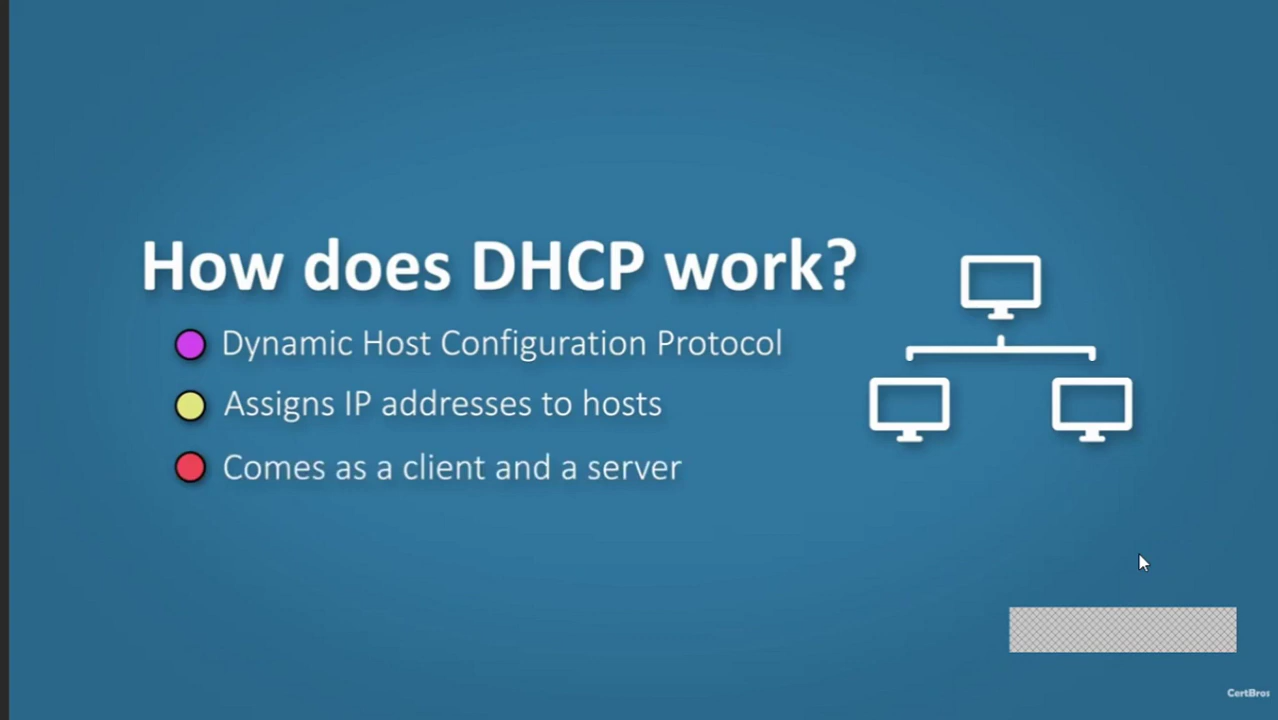 How does DHCP work?
Dynamic Host Configuration Protocol
Assigns IP addresses to hosts
Comes as a client and a server
CertBros